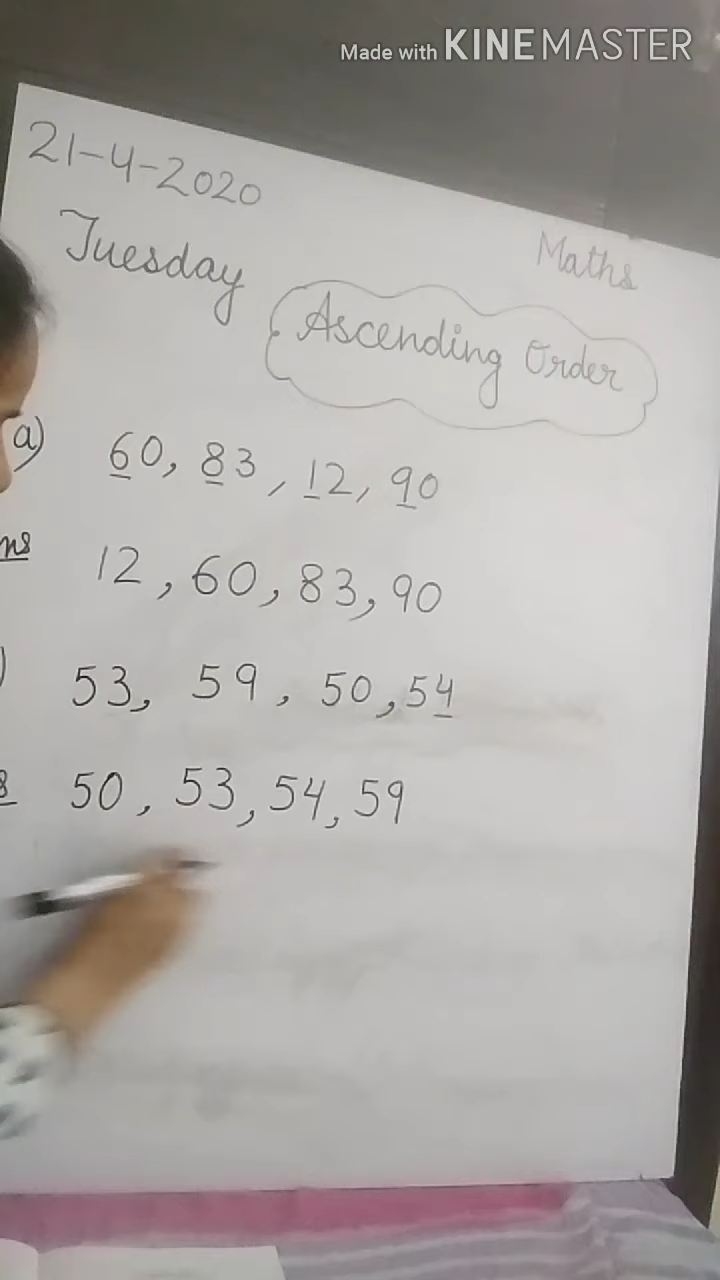 Made with KINEMASTER
21-4-2020
Tuesday
Maths
Ascending Order
a) 60, 83, 12, 90
12, 60, 83, 90
53, 59, 50, 54
50, 53, 54, 59